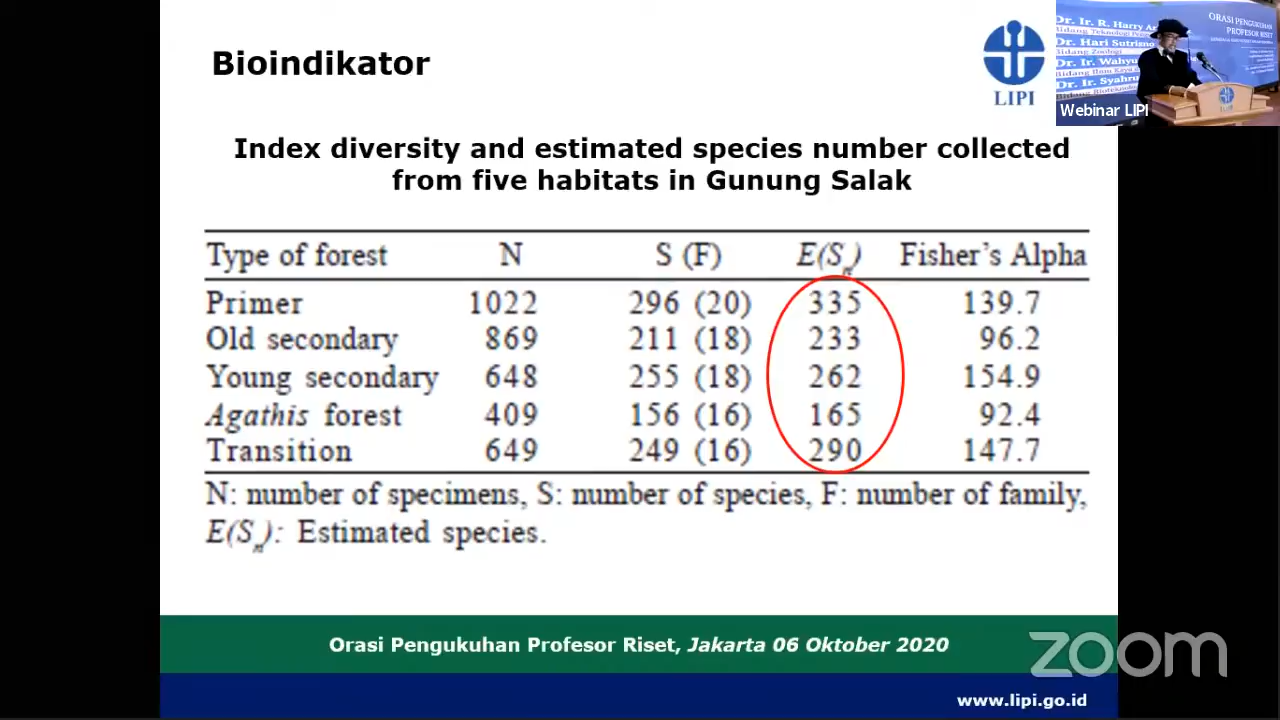 Bioindikator
LIPI
Dr. Ir. R. Harry
Dr. Hari Sutrisno
Bidang Zoologi
Dr. Ir. Wahyu
Dr. Ir. Syahru
ORASI PENGUKUHAN
PROFESOR RISET
Webinar LIPI
Index diversity and estimated species number collected
from five habitats in Gunung Salak
Type of forest N S (F) E(Sn) Fisher's Alpha
Primer 1022 296 (20) 335 139.7
Old secondary 869 211 (18) 233 96.2
Young secondary 648 255 (18) 262 154.9
Agathis forest 409 156 (16) 165 92.4
Transition 649 249 (16) 290 147.7
N: number of specimens, S: number of species, F: number of family,
E(Sn): Estimated species.
Orasi Pengukuhan Profesor Riset, Jakarta 06 Oktober 2020
zoom
www.lipi.go.id